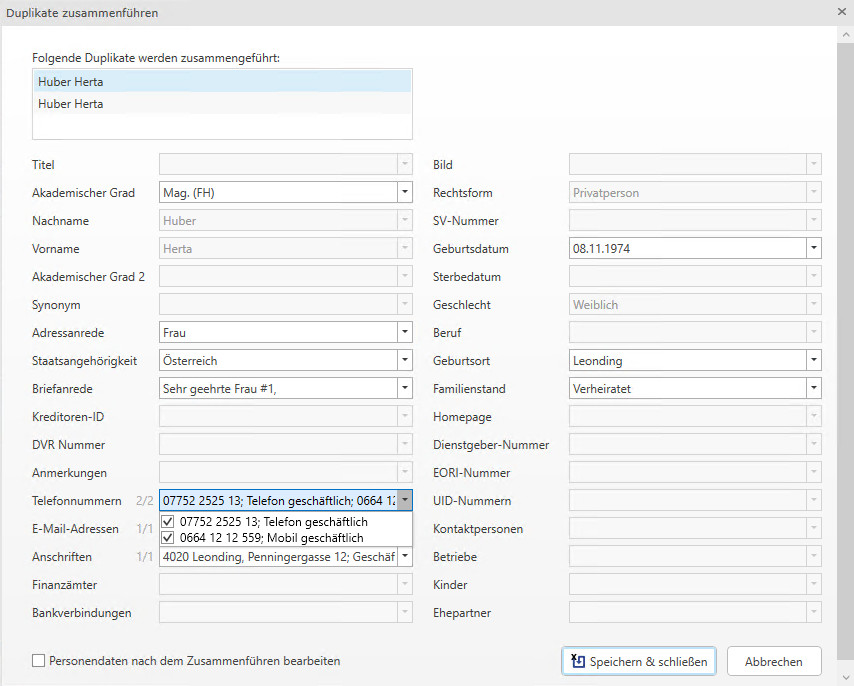 Duplikate zusammenführen
Folgende Duplikate werden zusammengeführt:
Huber Herta
Huber Herta
Titel
Akademischer Grad Mag. (FH)
Nachname Huber
Vorname Herta
Akademischer Grad 2
Synonym
Adressanrede Frau
Staatsangehörigkeit Österreich
Briefanrede Sehr geehrte Frau #1,
Kreditoren-ID
DVR Nummer
Anmerkungen
Telefonnummern 2/2 07752 2525 13; Telefon geschäftlich; 0664 12
07752 2525 13; Telefon geschäftlich
E-Mail-Adressen 1/1 0664 12 12 559; Mobil geschäftlich
Anschriften 1/1 4020 Leonding, Penningergasse 12; Geschäf
Finanzämter
Bankverbindungen
Bild
Rechtsform Privatperson
SV-Nummer
Geburtsdatum 08.11.1974
Sterbedatum
Geschlecht Weiblich
Beruf
Geburtsort Leonding
Familienstand Verheiratet
Homepage
Dienstgeber-Nummer
EORI-Nummer
UID-Nummern
Kontaktpersonen
Betriebe
Kinder
Ehepartner
Personendaten nach dem Zusammenführen bearbeiten
Speichern & schließen
Abbrechen